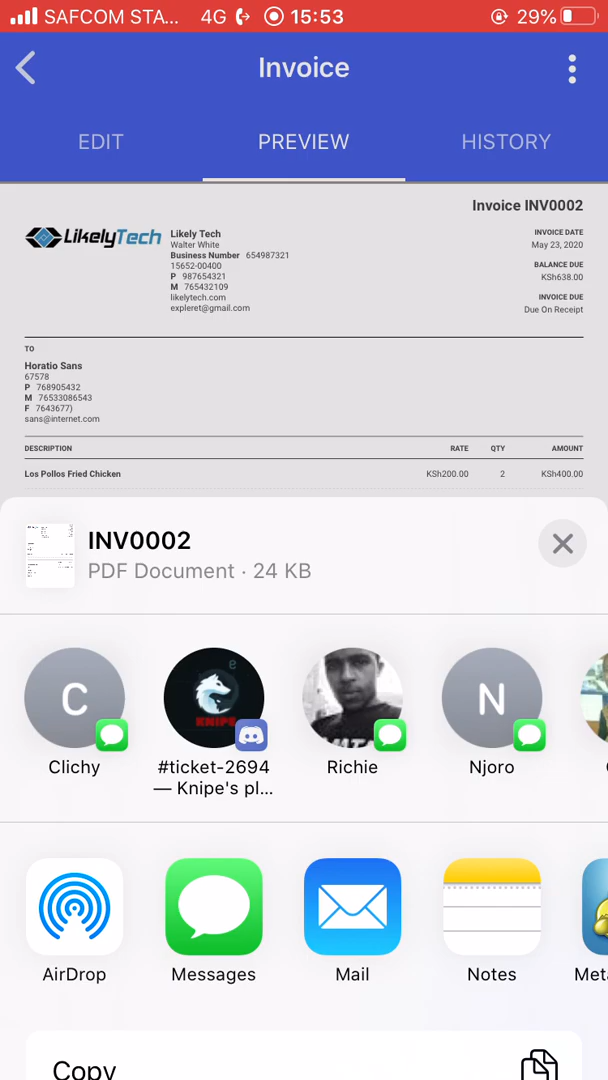 SAFCOM STA... 4G 15:53 29%
Invoice
EDIT PREVIEW HISTORY
Invoice INV0002
LikelyTech
Likely Tech
Walter White
Business Number 654987321
15652-00400
P 987654321
M 765432109
likelytech.com
expleret@gmail.com
INVOICE DATE
May 23, 2020
BALANCE DUE
KSh638.00
INVOICE DUE
Due On Receipt
TO
Horatio Sans
67578
P 768905432
M 76533086543
F 7643677)
sans@internet.com
DESCRIPTION RATE QTY AMOUNT
Los Pollos Fried Chicken KSh200.00 2 KSh400.00
INV0002
PDF Document · 24 KB
C
e
KNIPE
N
Clichy
#ticket-2694
— Knipe's pl...
Richie
Njoro
AirDrop Messages Mail Notes Meta
Copy